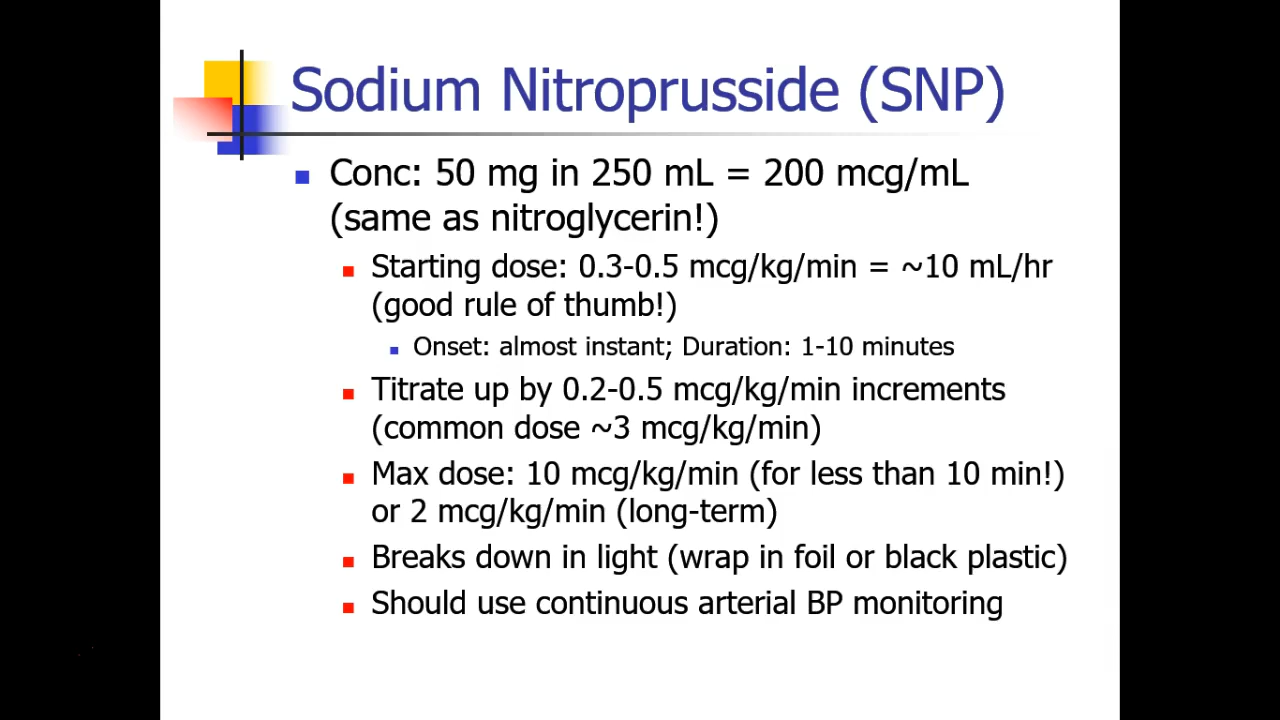 Sodium Nitroprusside (SNP)
Conc: 50 mg in 250 mL = 200 mcg/mL
(same as nitroglycerin!)
Starting dose: 0.3-0.5 mcg/kg/min = ~10 mL/hr
(good rule of thumb!)
Onset: almost instant; Duration: 1-10 minutes
Titrate up by 0.2-0.5 mcg/kg/min increments
(common dose ~3 mcg/kg/min)
Max dose: 10 mcg/kg/min (for less than 10 min!)
or 2 mcg/kg/min (long-term)
Breaks down in light (wrap in foil or black plastic)
Should use continuous arterial BP monitoring